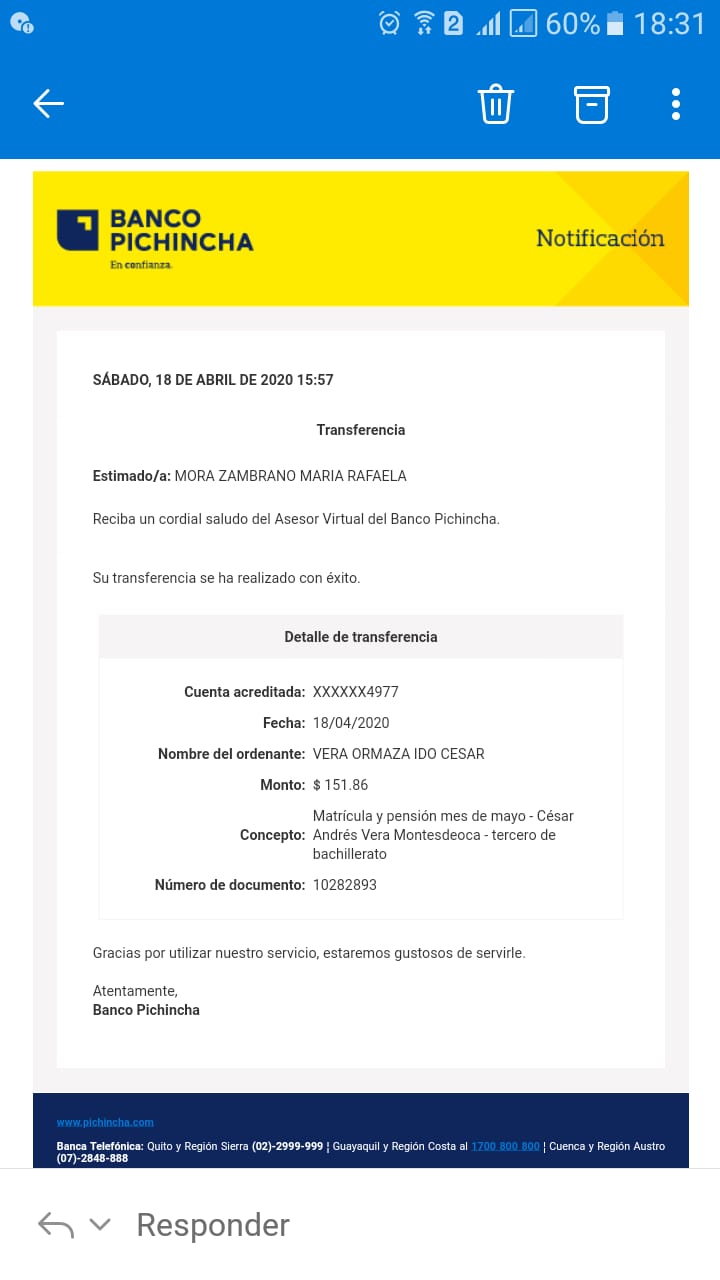 2 60% 18:31
BANCO
PICHINCHA
En confianza.
Notificación
SÁBADO, 18 DE ABRIL DE 2020 15:57
Transferencia
Estimado/a: MORA ZAMBRANO MARIA RAFAELA
Reciba un cordial saludo del Asesor Virtual del Banco Pichincha.
Su transferencia se ha realizado con éxito.
Detalle de transferencia
Cuenta acreditada: XXXXXX4977
Fecha: 18/04/2020
Nombre del ordenante: VERA ORMAZA IDO CESAR
Monto: $ 151.86
Concepto: Matrícula y pensión mes de mayo - César
Andrés Vera Montesdeoca - tercero de
bachillerato
Número de documento: 10282893
Gracias por utilizar nuestro servicio, estaremos gustosos de servirle.
Atentamente,
Banco Pichincha
www.pichincha.com
Banca Telefónica: Quito y Región Sierra (02)-2999-999 ¦ Guayaquil y Región Costa al 1700 800 800 ¦ Cuenca y Región Austro
(07)-2848-888
Responder